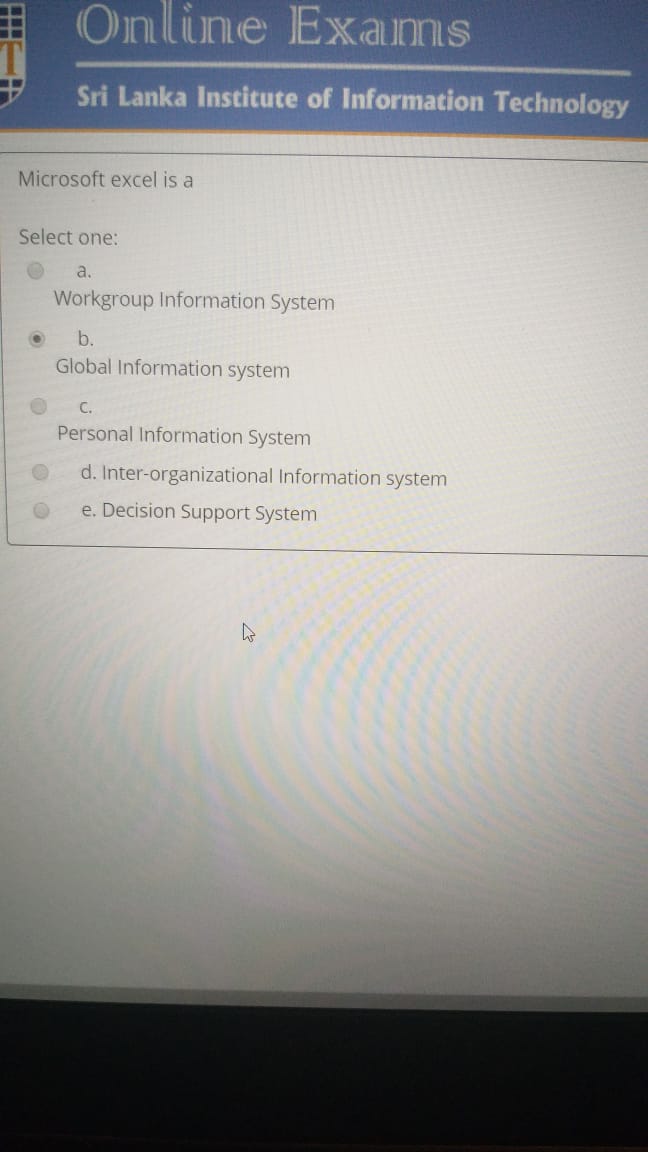 Online Exams
T
Sri Lanka Institute of Information Technology
Microsoft excel is a
Select one:
a.
Workgroup Information System
b.
Global Information system
c.
Personal Information System
d. Inter-organizational Information system
e. Decision Support System